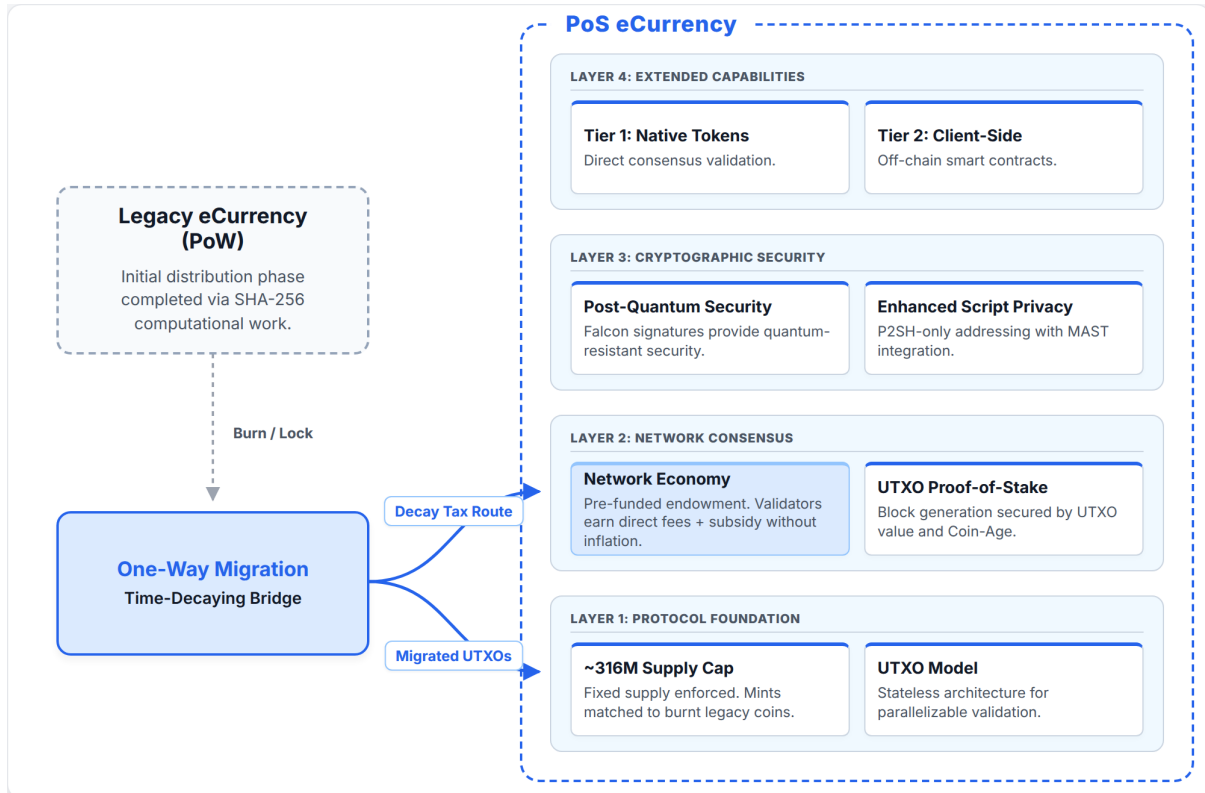 PoS eCurrency
LAYER 4: EXTENDED CAPABILITIES
Tier 1: Native Tokens
Direct consensus validation.
Tier 2: Client-Side
Off-chain smart contracts.
Legacy eCurrency
(PoW)
Initial distribution phase
completed via SHA-256
computational work.
LAYER 3: CRYPTOGRAPHIC SECURITY
Post-Quantum Security
Falcon signatures provide quantum-
resistant security.
Enhanced Script Privacy
P2SH-only addressing with MAST
integration.
Burn / Lock
LAYER 2: NETWORK CONSENSUS
Network Economy
Pre-funded endowment. Validators
earn direct fees + subsidy without
inflation.
UTXO Proof-of-Stake
Block generation secured by UTXO
value and Coin-Age.
Decay Tax Route
One-Way Migration
Time-Decaying Bridge
Migrated UTXOs
LAYER 1: PROTOCOL FOUNDATION
~316M Supply Cap
Fixed supply enforced. Mints
matched to burnt legacy coins.
UTXO Model
Stateless architecture for
parallelizable validation.